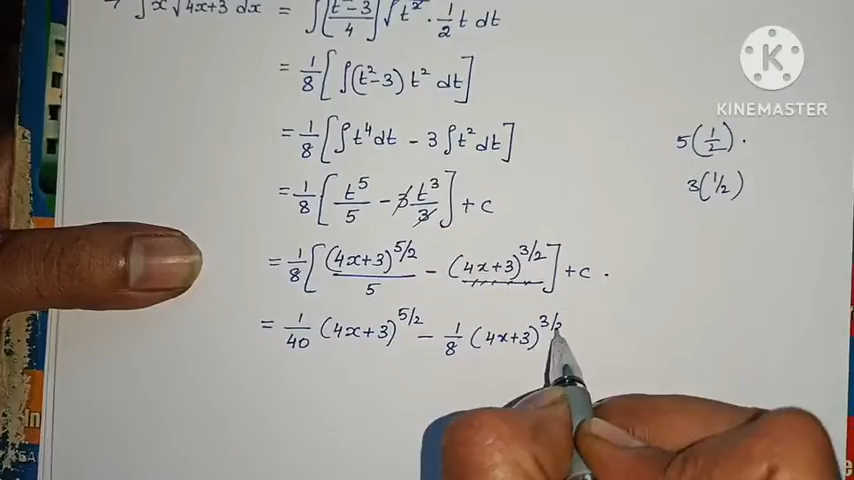 → ∫x√4x+3 dx = ∫(t²-3/4)√t² · 1/2 t dt
= 1/8 [∫(t²-3) t² dt]
= 1/8 [∫t⁴dt - 3∫t²dt]
= 1/8 [t⁵/5 - 3t³/3] + c
= 1/8 [(4x+3)^5/2 / 5 - (4x+3)^3/2] + c .
= 1/40 (4x+3)^5/2 - 1/8 (4x+3)^3/2
5(1/2) .
3(1/2)
K
KINEMASTER